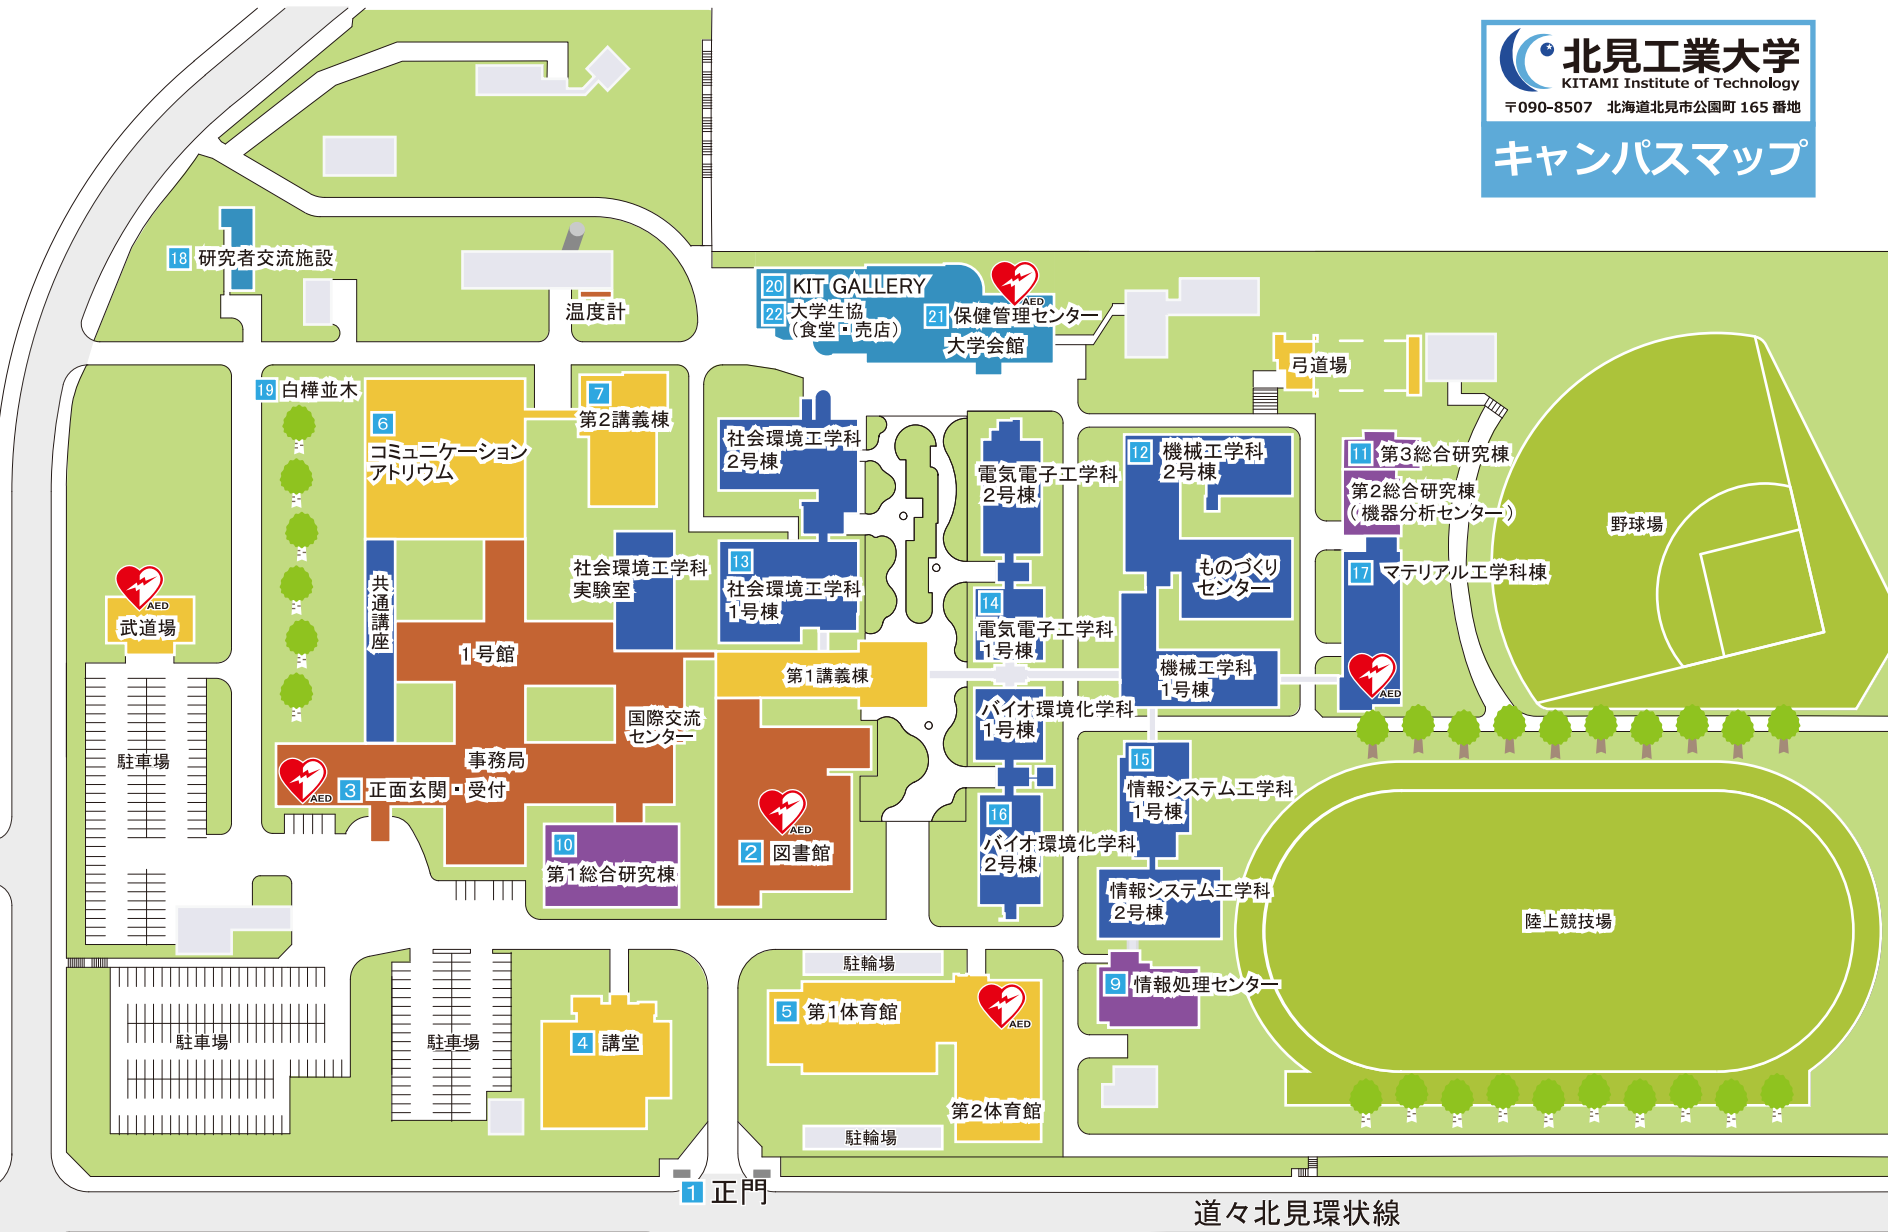 北見工業大学
KITAMI Institute of Technology
〒090-8507 北海道北見市公園町 165 番地
キャンパスマップ
18 研究者交流施設
温度計
20 KIT GALLERY
22 大学生協
（食堂・売店）
21 保健管理センター
AED
大学会館
弓道場
19 白樺並木
6
コミュニケーション
アトリウム
7
第2講義棟
社会環境工学科
2号棟
電気電子工学科
2号棟
12 機械工学科
2号棟
11 第3総合研究棟
第2総合研究棟
（機器分析センター）
野球場
共通講座
社会環境工学科
実験室
13
社会環境工学科
1号棟
ものづくり
センター
17 マテリアル工学科棟
AED
武道場
14
電気電子工学科
1号棟
1号館
第1講義棟
機械工学科
1号棟
AED
国際交流
センター
バイオ環境化学科
1号棟
駐車場
事務局
AED
3 正面玄関・受付
15
情報システム工学科
1号棟
AED
2 図書館
16
バイオ環境化学科
2号棟
10
第1総合研究棟
情報システム工学科
2号棟
陸上競技場
駐輪場
9 情報処理センター
5 第1体育館
AED
駐車場
駐車場
4 講堂
第2体育館
駐輪場
1 正門
道々北見環状線